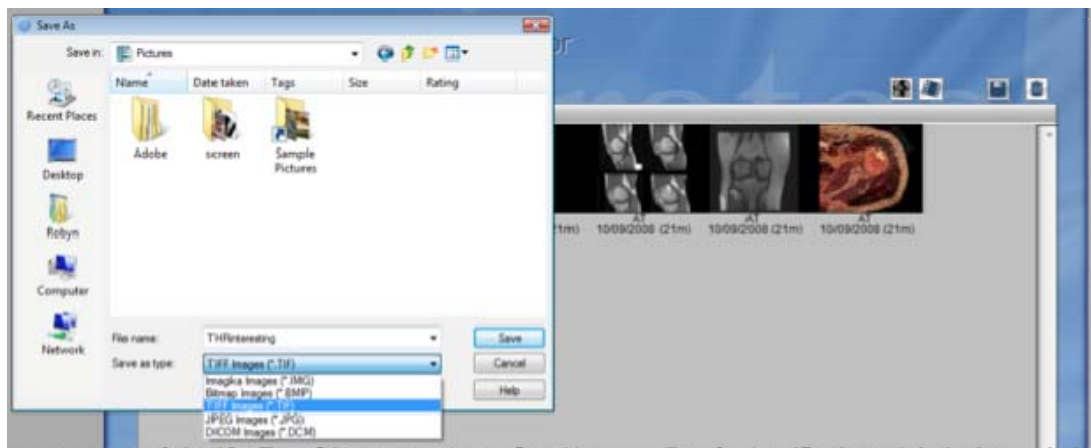 Save As
Save in: Pictures
Name Date taken Tags Size Rating
Recent Places
Desktop
Robyn
Computer
Network
Adobe
screen
Sample Pictures
File name: THRinteresting
Save
Save as type: TIFF Images (*.TIF)
Cancel
Imagika Images (*.IMG)
Help
Bitmap Images (*.BMP)
TIFF Images (*.TIF)
JPEG Images (*.JPG)
DICOM Images (*.DCM)
or
AT AT AT
(21m) 10/09/2008 (21m) 10/09/2008 (21m) 10/09/2008 (21m)